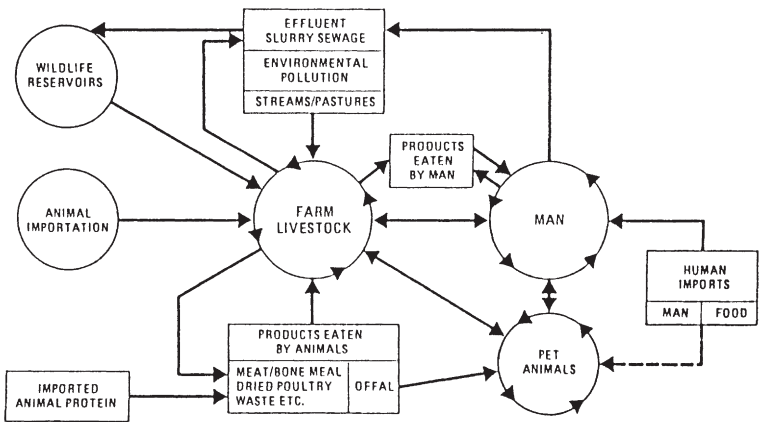 EFFLUENT
SLURRY SEWAGE
ENVIRONMENTAL
POLLUTION
STREAMS/PASTURES
WILDLIFE
RESERVOIRS
PRODUCTS
EATEN
BY MAN
ANIMAL
IMPORTATION
FARM
LIVESTOCK
MAN
HUMAN
IMPORTS
MAN
FOOD
PRODUCTS EATEN
BY ANIMALS
MEAT/BONE MEAL
DRIED POULTRY
WASTE ETC.
OFFAL
PET
ANIMALS
IMPORTED
ANIMAL PROTEIN